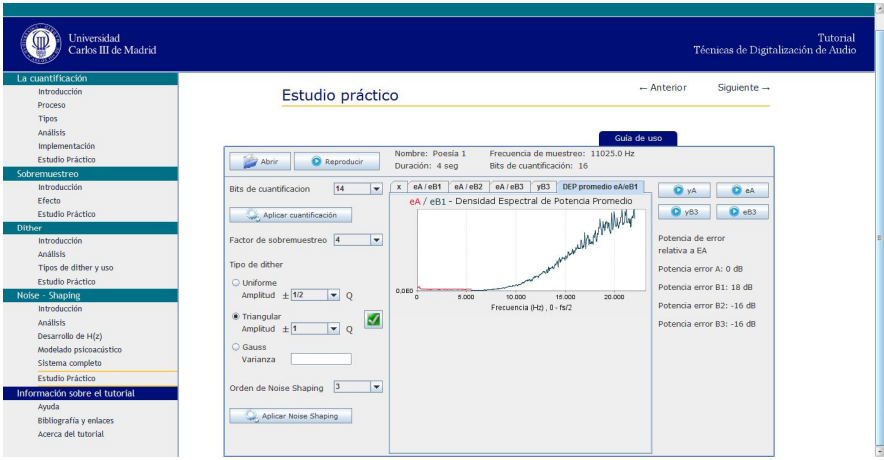 Universidad
Carlos III de Madrid
Tutorial
Técnicas de Digitalización de Audio
La cuantificación
Introducción
Proceso
Tipos
Análisis
Implementación
Estudio Práctico
Sobremuestreo
Introducción
Efecto
Estudio Práctico
Dither
Introducción
Análisis
Tipos de dither y uso
Estudio Práctico
Noise - Shaping
Introducción
Análisis
Desarrollo de H(z)
Modelado psicoacústico
Sistema completo
Estudio Práctico
Información sobre el tutorial
Ayuda
Bibliografía y enlaces
Acerca del tutorial
Estudio práctico
← Anterior
Siguiente →
Guía de uso
Abrir
Reproducir
Nombre: Poesía 1
Frecuencia de muestreo: 11025.0 Hz
Duración: 4 seg
Bits de cuantificación: 16
Bits de cuantificacion 14
Aplicar cuantificación
Factor de sobremuestreo 4
Tipo de dither
Uniforme
Amplitud ± 1/2 Q
Triangular
Amplitud ± 1 Q
Gauss
Varianza
Orden de Noise Shaping 3
Aplicar Noise Shaping
x
eA / eB1
eA / eB2
eA / eB3
yB3
DEP promedio eA/eB1
eA / eB1 - Densidad Espectral de Potencia Promedio
0,0E0
0 5.000 10.000 15.000 20.000
Frecuencia (Hz) , 0 - fs/2
yA
eA
yB3
eB3
Potencia de error
relativa a EA
Potencia error A: 0 dB
Potencia error B1: 18 dB
Potencia error B2: -16 dB
Potencia error B3: -16 dB